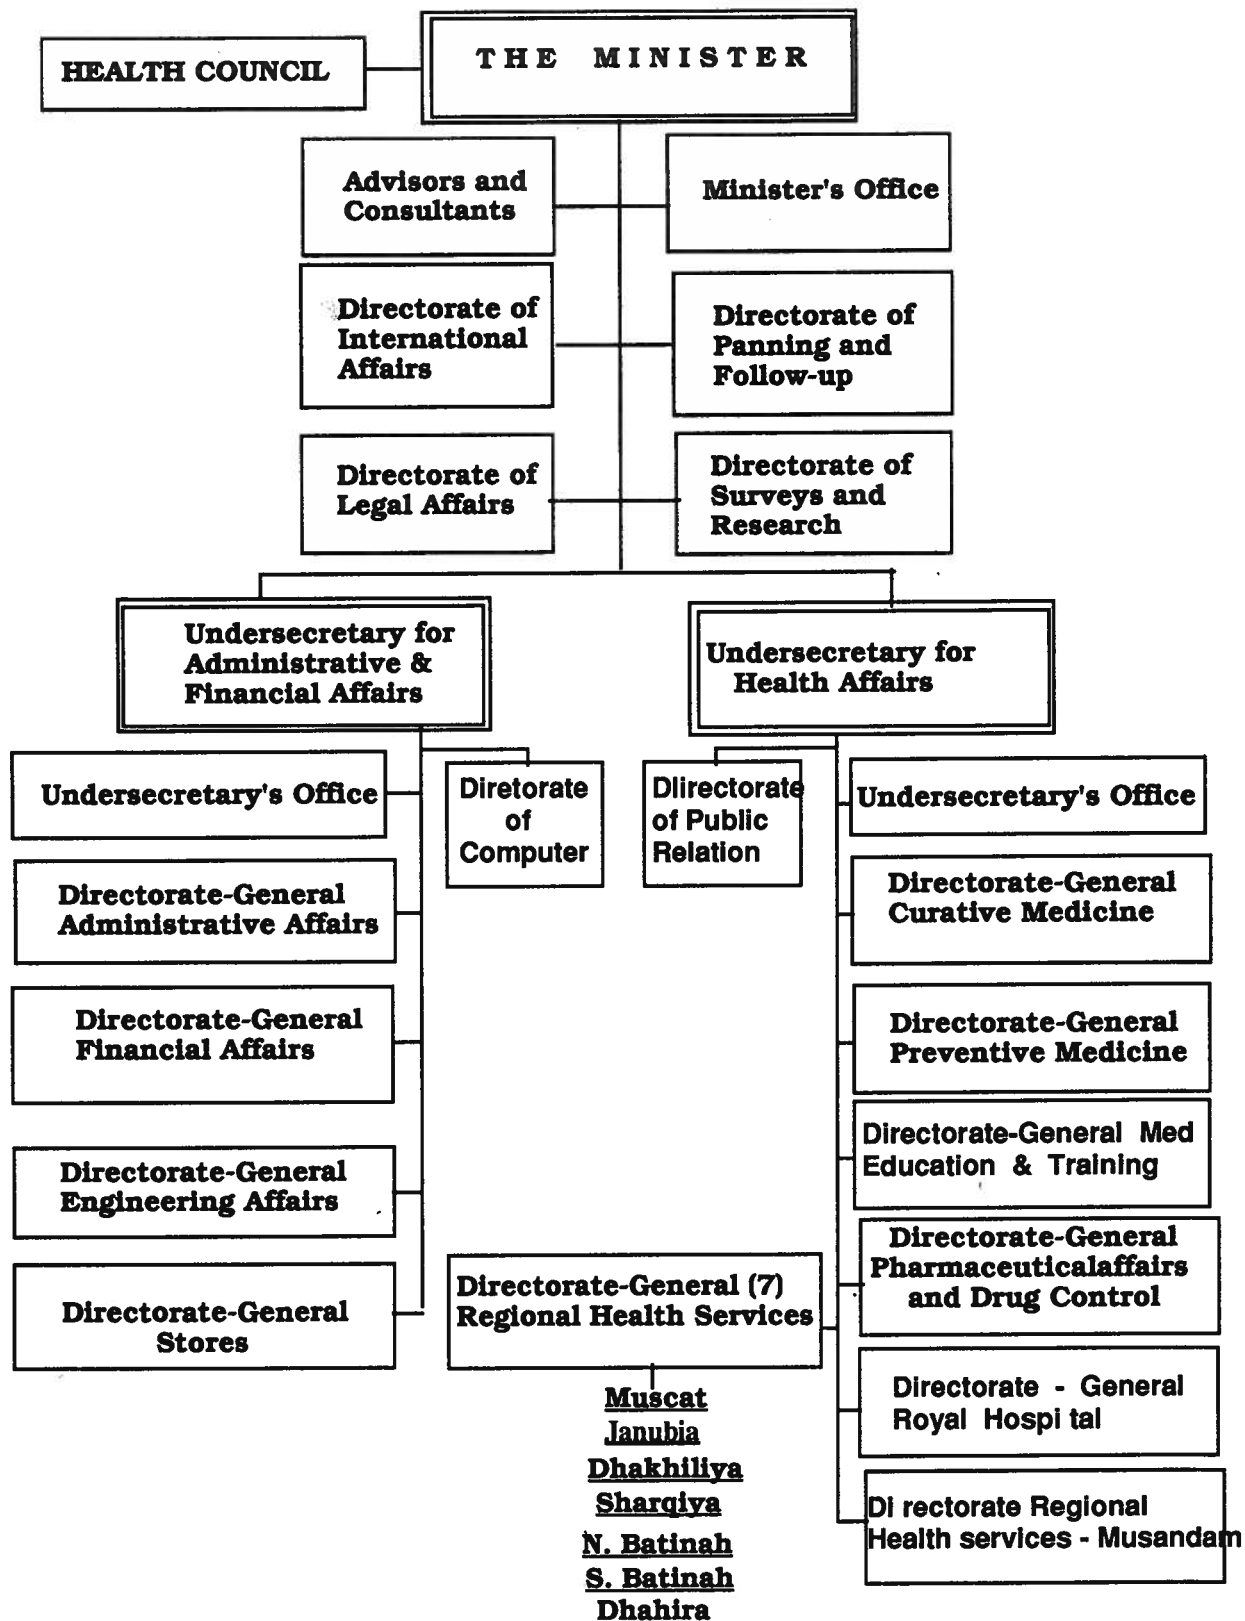 HEALTH COUNCIL
THE MINISTER
Advisors and
Consultants
Minister's Office
Directorate of
International
Affairs
Directorate of
Panning and
Follow-up
Directorate of
Legal Affairs
Directorate of
Surveys and
Research
Undersecretary for
Administrative &
Financial Affairs
Undersecretary for
Health Affairs
Undersecretary's Office
Diretorate
of
Computer
Dlirectorate
of Public
Relation
Undersecretary's Office
Directorate-General
Administrative Affairs
Directorate-General
Curative Medicine
Directorate-General
Financial Affairs
Directorate-General
Preventive Medicine
Directorate-General Med
Education & Training
Directorate-General
Engineering Affairs
Directorate-General
Pharmaceuticalaffairs
and Drug Control
Directorate-General
Stores
Directorate-General (7)
Regional Health Services
Directorate - General
Royal Hospi tal
Muscat
Janubia
Dhakhiliya
Sharqiya
N. Batinah
S. Batinah
Dhahira
Di rectorate Regional
Health services - Musandam